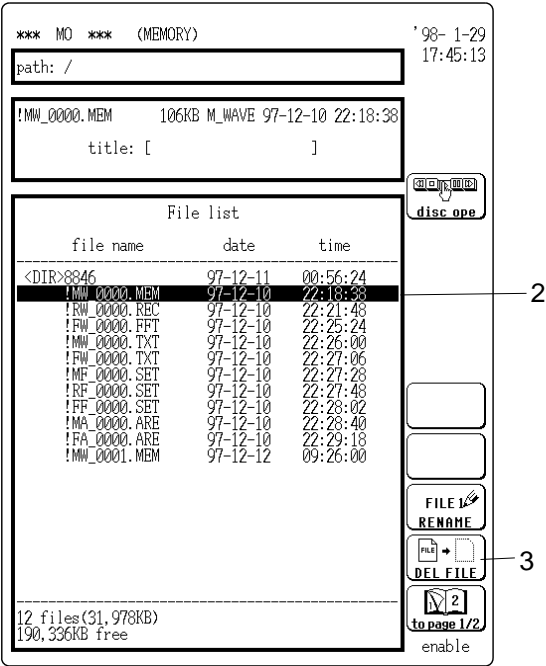 *** MO *** (MEMORY)
'98- 1-29
17:45:13
path: /
!MW_0000.MEM 106KB M_WAVE 97-12-10 22:18:38
title: [ ]
disc ope
File list
file name date time
<DIR>8846 97-12-11 00:56:24
!MW_0000.MEM 97-12-10 22:18:38
!RW_0000.REC 97-12-10 22:21:48
!FW_0000.FFT 97-12-10 22:25:24
!MW_0000.TXT 97-12-10 22:26:00
!FW_0000.TXT 97-12-10 22:27:06
!MF_0000.SET 97-12-10 22:27:28
!RF_0000.SET 97-12-10 22:27:48
!FF_0000.SET 97-12-10 22:28:02
!MA_0000.ARE 97-12-10 22:28:40
!FA_0000.ARE 97-12-10 22:29:18
!MW_0001.MEM 97-12-12 09:26:00
2
FILE 1
RENAME
FILE
DEL FILE
3
1 2
to page 1/2
enable
12 files(31,978KB)
190,336KB free